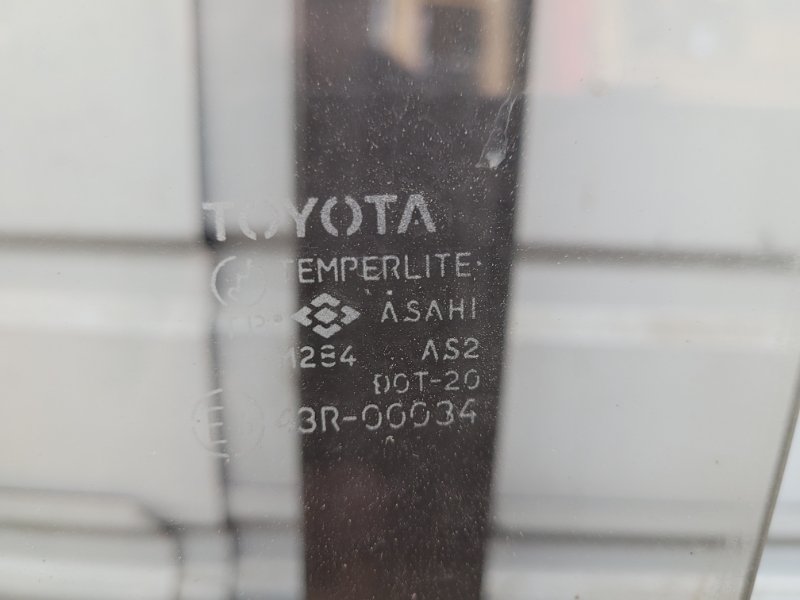 TOYOTA
TEMPERLITE
ASAHI
M284 AS2
DOT-20
E 43R-00034